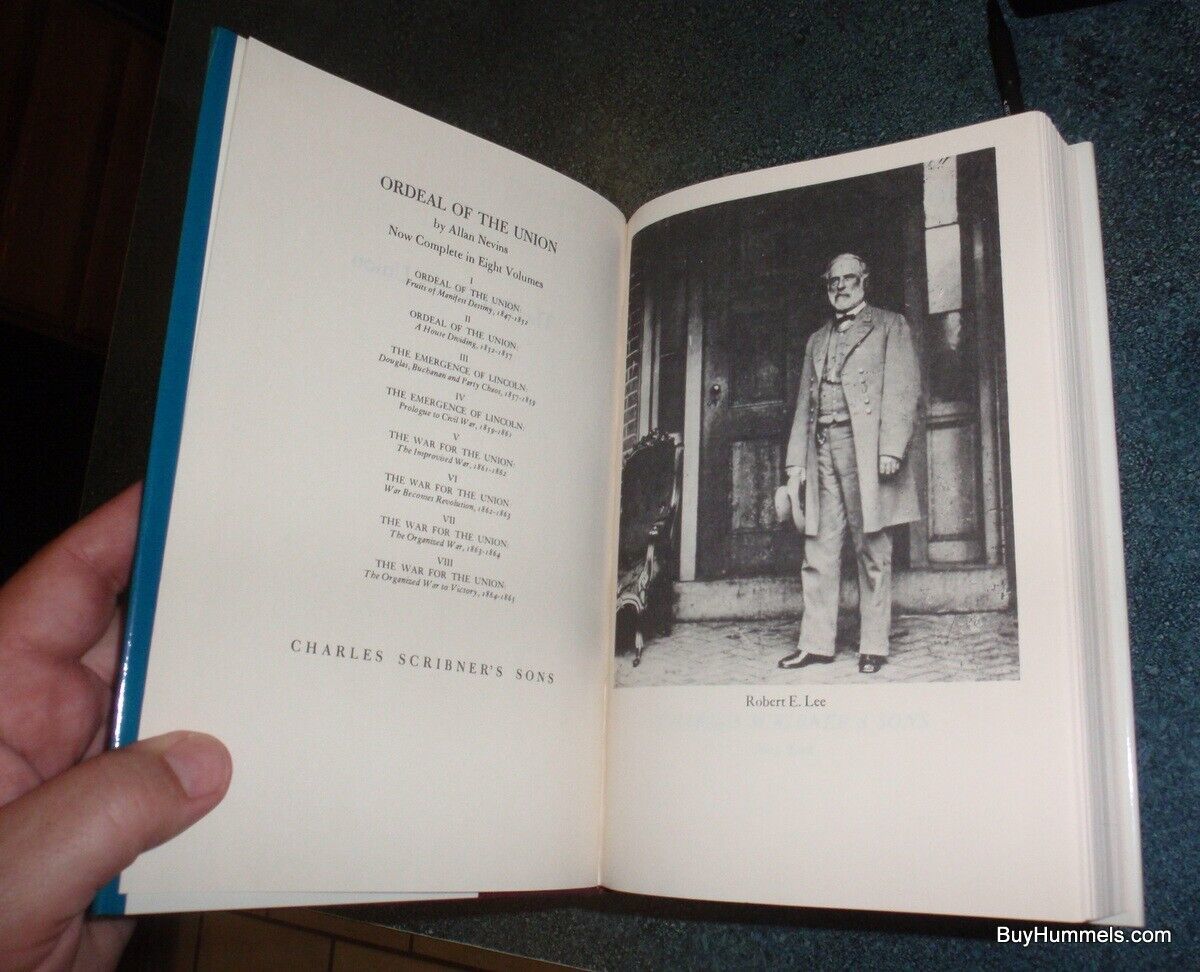 ORDEAL OF THE UNION
by Allan Nevins
Now Complete in Eight Volumes
I
ORDEAL OF THE UNION:
Fruits of Manifest Destiny, 1847-1852
II
ORDEAL OF THE UNION:
A House Dividing, 1852-1857
III
THE EMERGENCE OF LINCOLN:
Douglas, Buchanan and Party Chaos, 1857-1859
IV
THE EMERGENCE OF LINCOLN:
Prologue to Civil War, 1859-1861
V
THE WAR FOR THE UNION:
The Improvised War, 1861-1862
VI
THE WAR FOR THE UNION
War Becomes Revolution, 1862-1863
VII
THE WAR FOR THE UNION:
The Organized War, 1863-1864
VIII
THE WAR FOR THE UNION:
The Organized War to Victory, 1864-1865
CHARLES SCRIBNER'S SONS
Robert E. Lee
BuyHummels.com